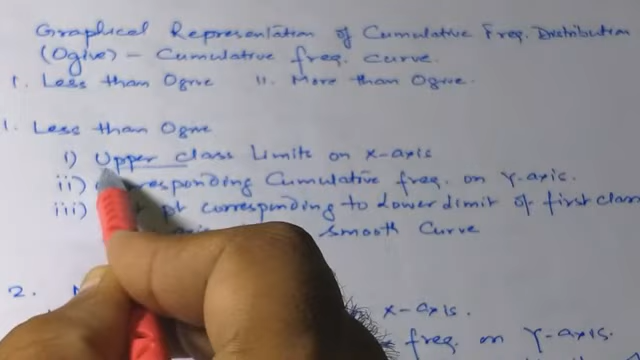 Graphical Representation of Cumulative Freq. Distribution
(Ogive) - Cumulative freq. curve.
1. Less than Ogive 11. More than Ogive.
1. Less than Ogive
i) Upper class Limits on x-axis
ii) Corresponding Cumulative freq. on Y-axis.
iii) pt corresponding to Lower Limit of first class
smooth Curve
2.
x-axis.
freq. on Y-axis.